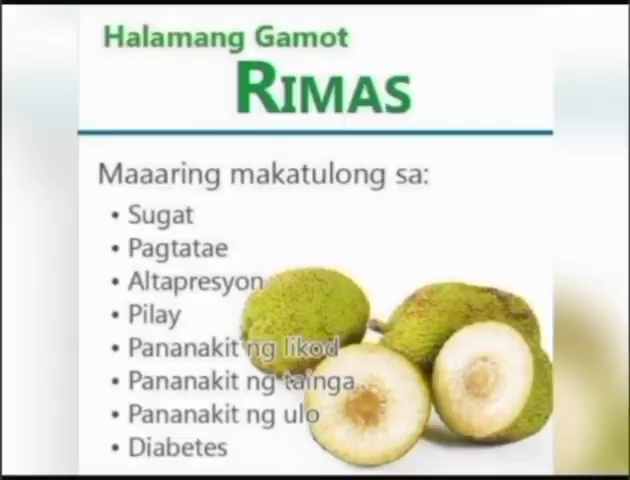 Halamang Gamot
RIMAS
Maaaring makatulong sa:
• Sugat
• Pagtatae
• Altapresyon
• Pilay
• Pananakit ng likod
• Pananakit ng tainga
• Pananakit ng ulo
• Diabetes